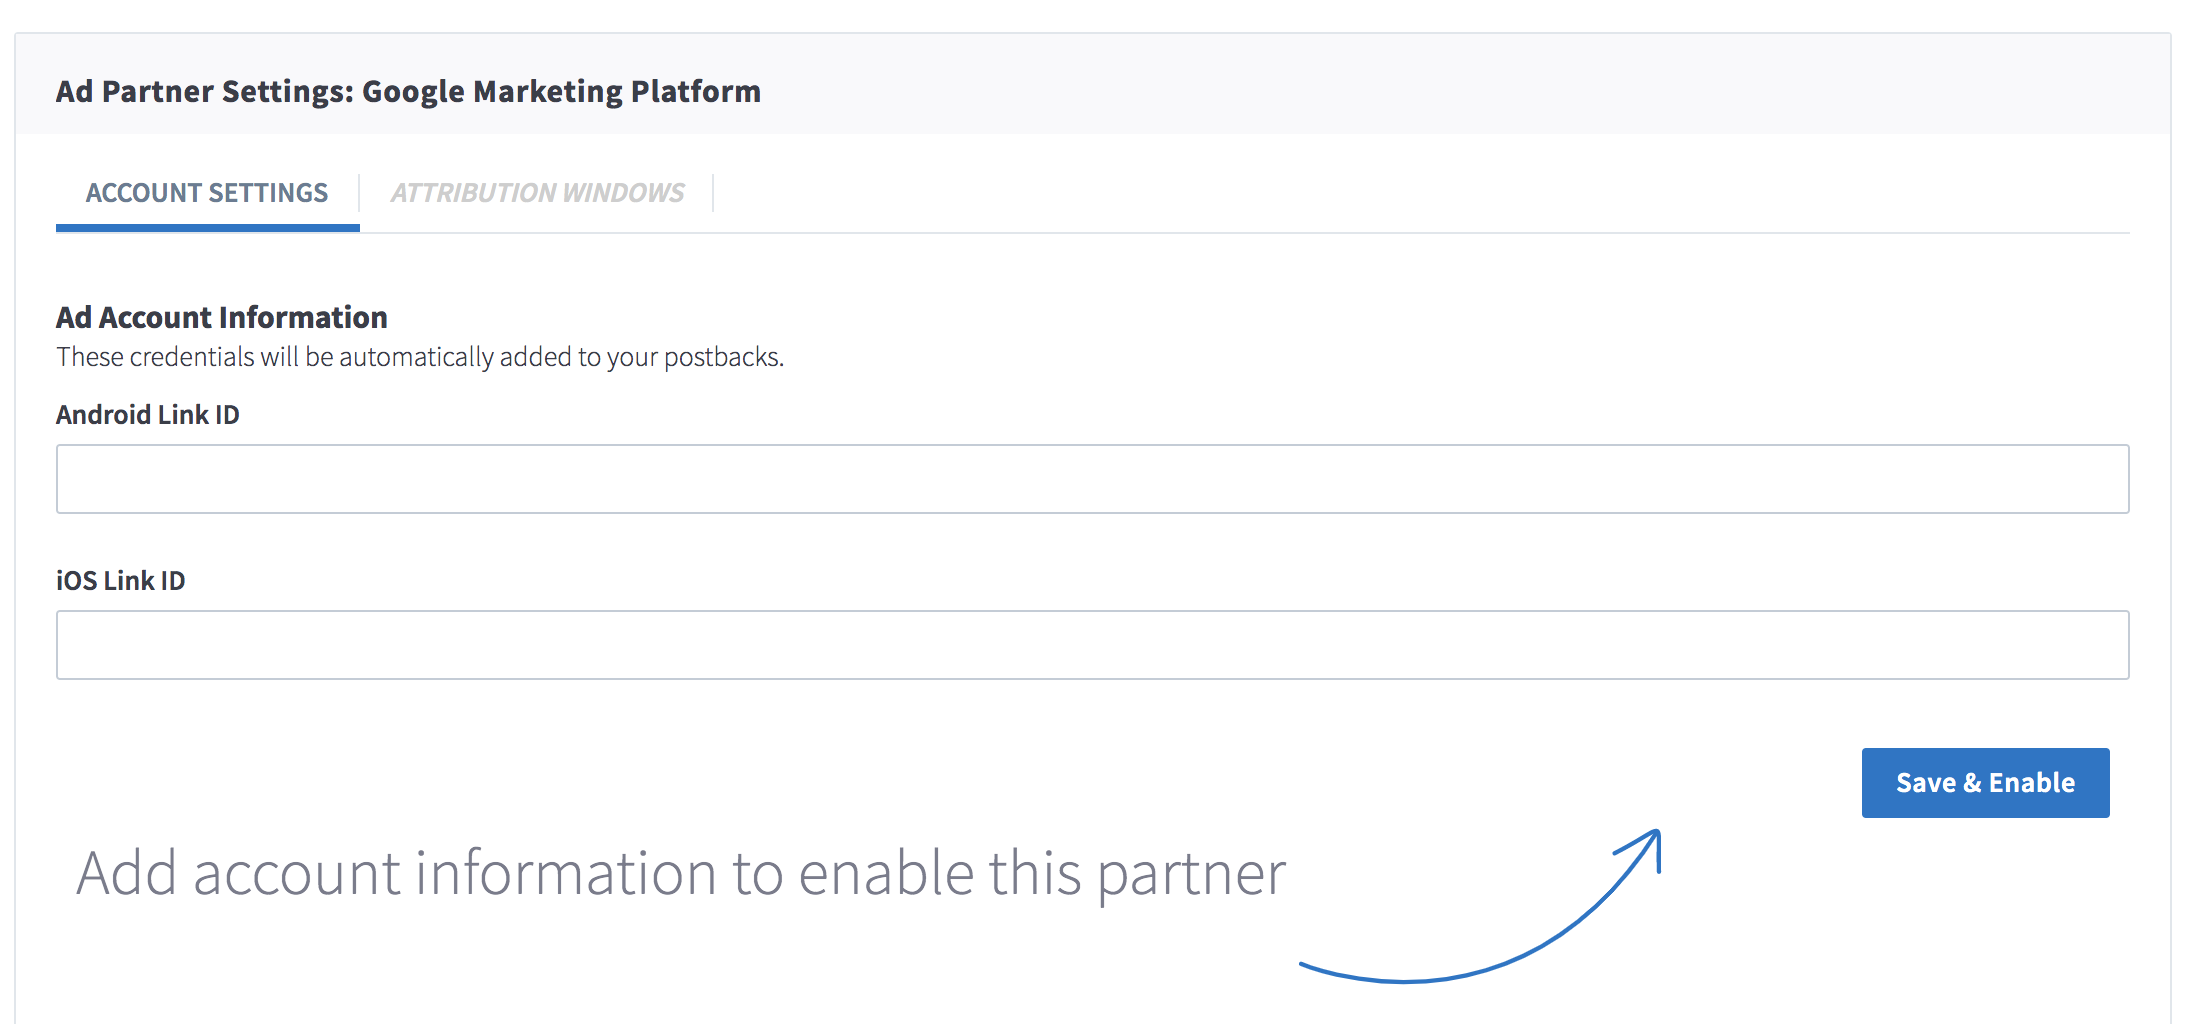 Ad Partner Settings: Google Marketing Platform
ACCOUNT SETTINGS
ATTRIBUTION WINDOWS
Ad Account Information
These credentials will be automatically added to your postbacks.
Android Link ID
iOS Link ID
Save & Enable
Add account information to enable this partner